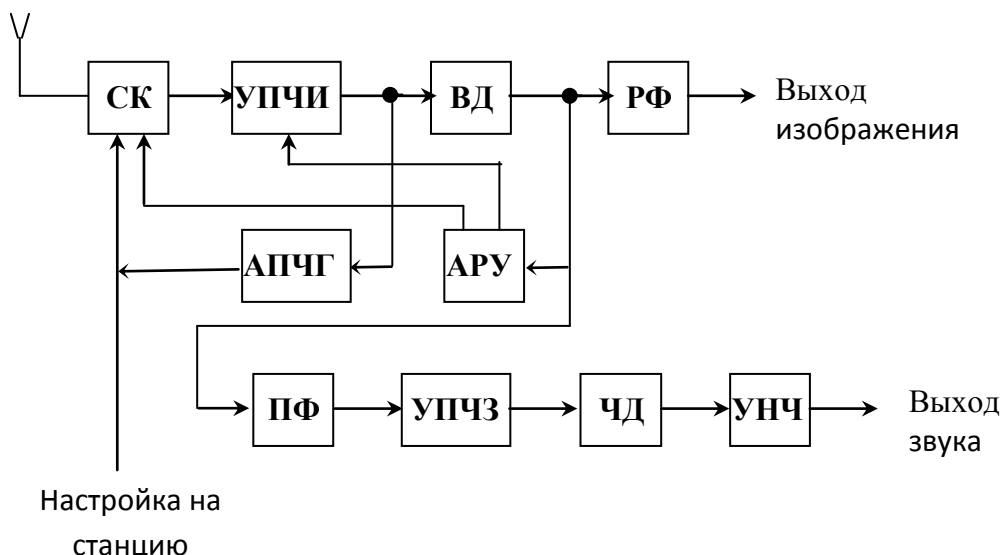 СК
УПЧИ
ВД
РФ
Выход
изображения
АПЧГ
АРУ
ПФ
УПЧЗ
ЧД
УНЧ
Выход
звука
Настройка на
станцию